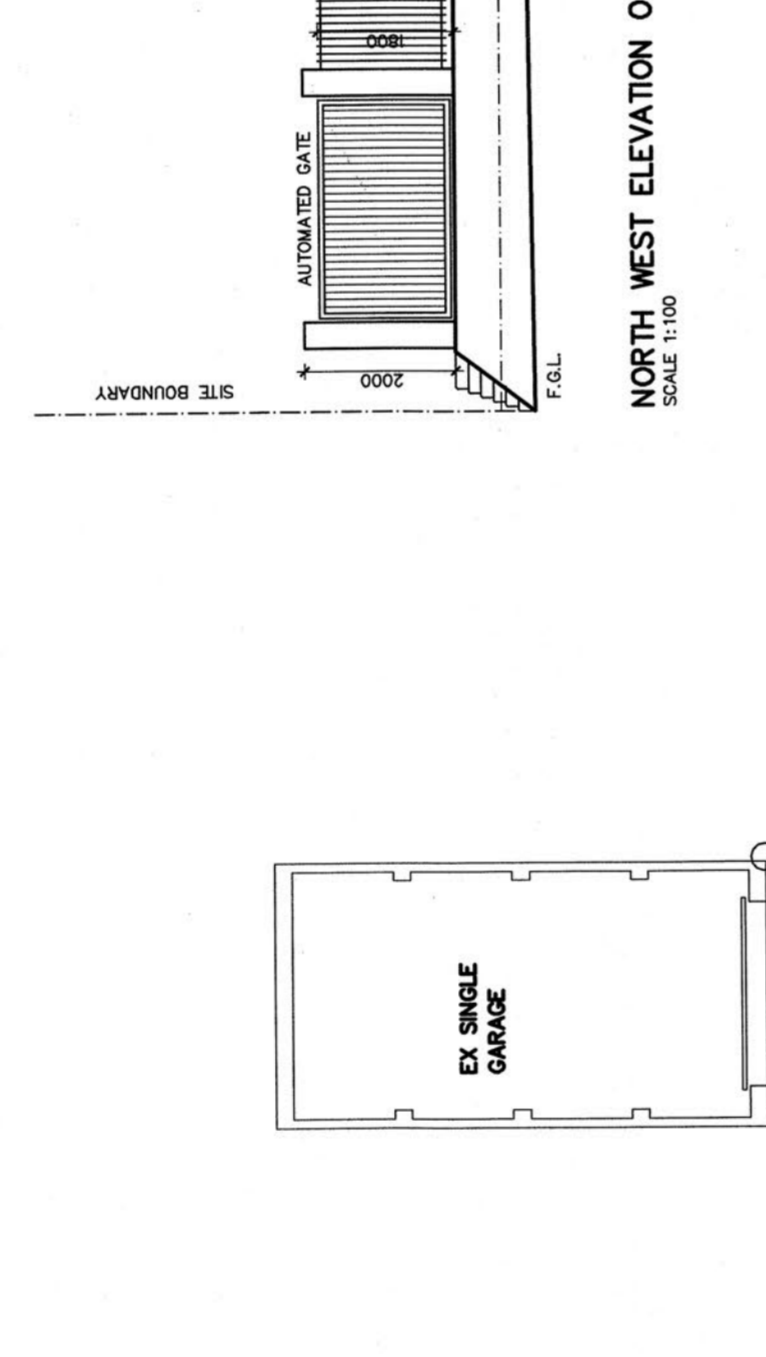 1800
AUTOMATED GATE
2000
SITE BOUNDARY
F.G.L.
NORTH WEST ELEVATION O
SCALE 1:100
EX SINGLE
GARAGE